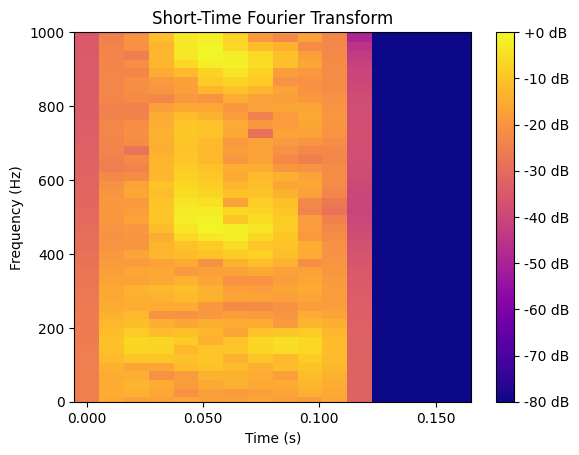 Short-Time Fourier Transform
Frequency (Hz)
1000
800
600
400
200
0
0.000
0.050
0.100
0.150
Time (s)
+0 dB
-10 dB
-20 dB
-30 dB
-40 dB
-50 dB
-60 dB
-70 dB
-80 dB